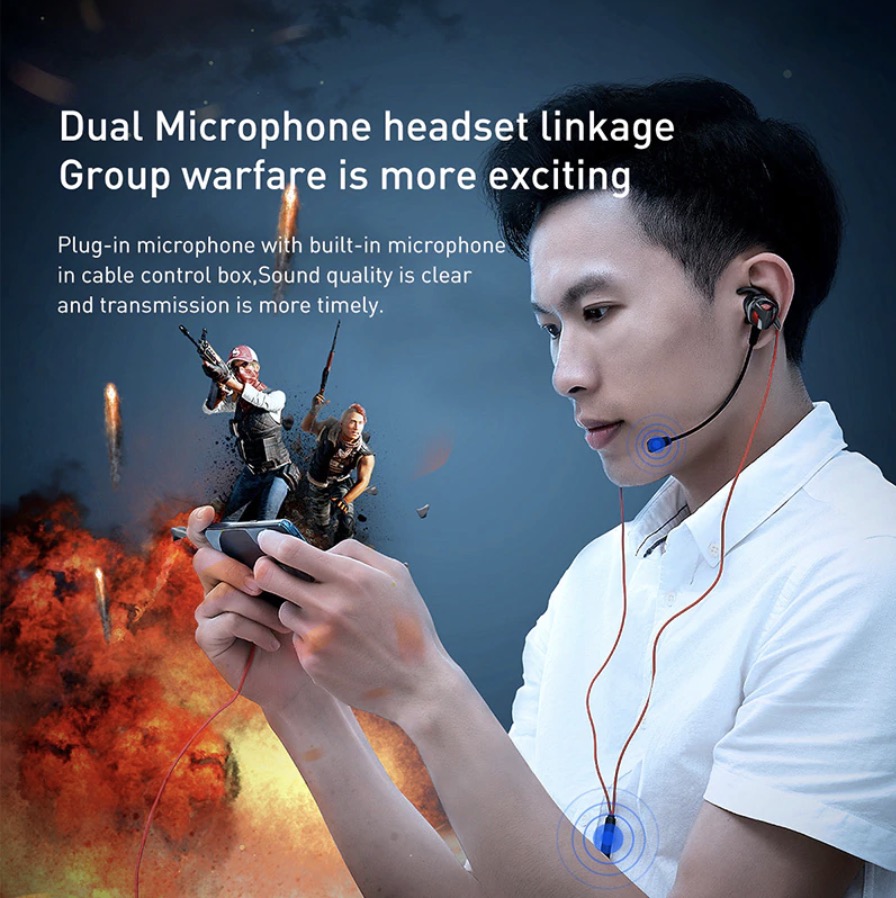 Dual Microphone headset linkage
Group warfare is more exciting
Plug-in microphone with built-in microphone
in cable control box,Sound quality is clear
and transmission is more timely.